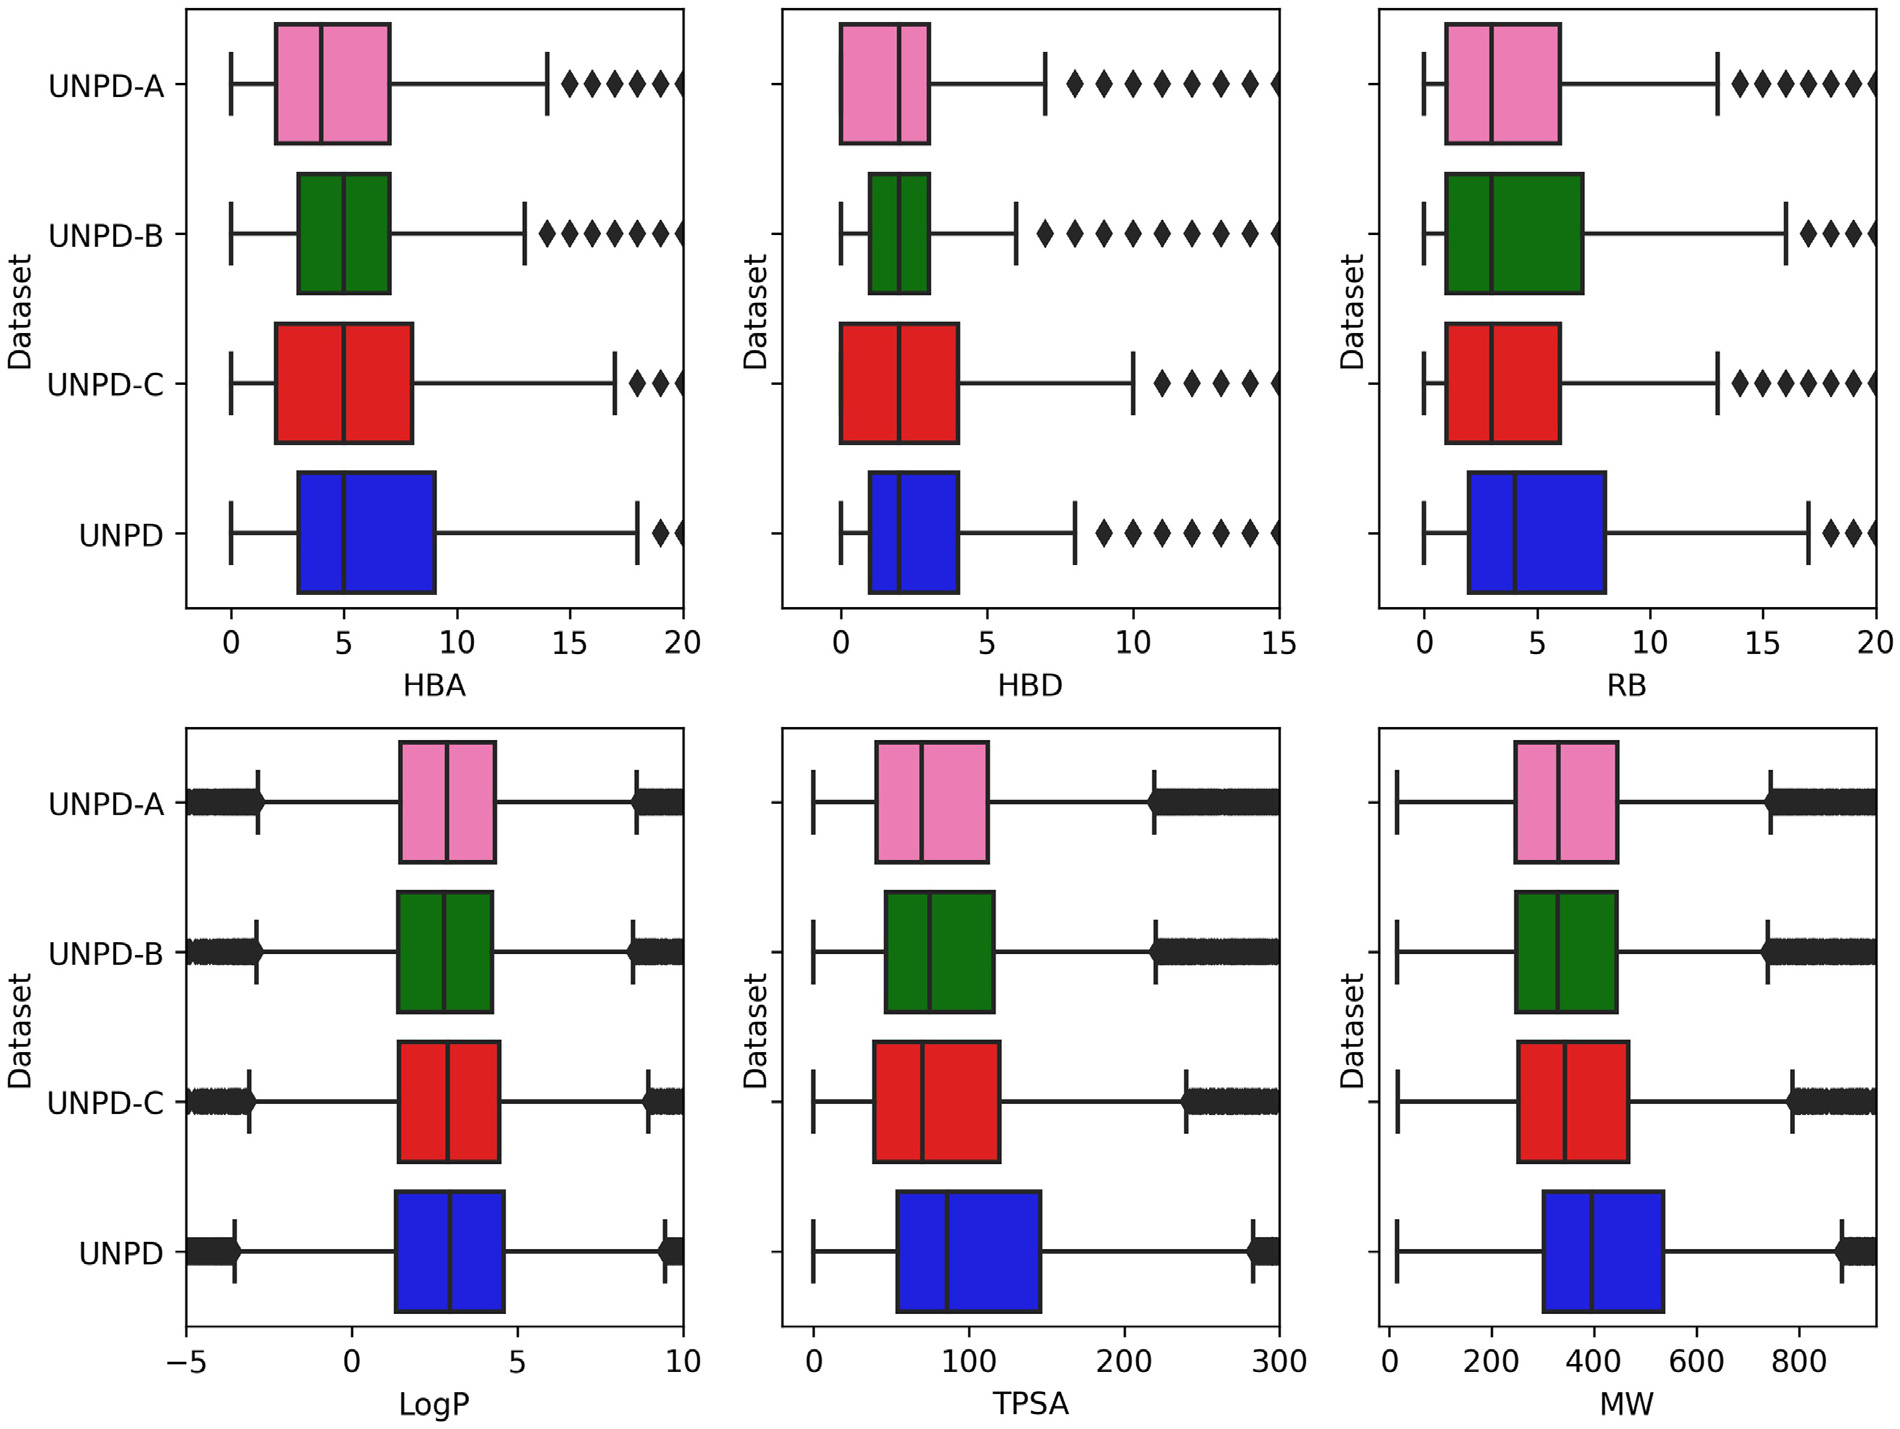 Dataset
UNPD-A
UNPD-B
UNPD-C
UNPD
0 5 10 15 20
HBA
Dataset
0 5 10 15
HBD
Dataset
0 5 10 15 20
RB
Dataset
UNPD-A
UNPD-B
UNPD-C
UNPD
−5 0 5 10
LogP
Dataset
0 100 200 300
TPSA
Dataset
0 200 400 600 800
MW